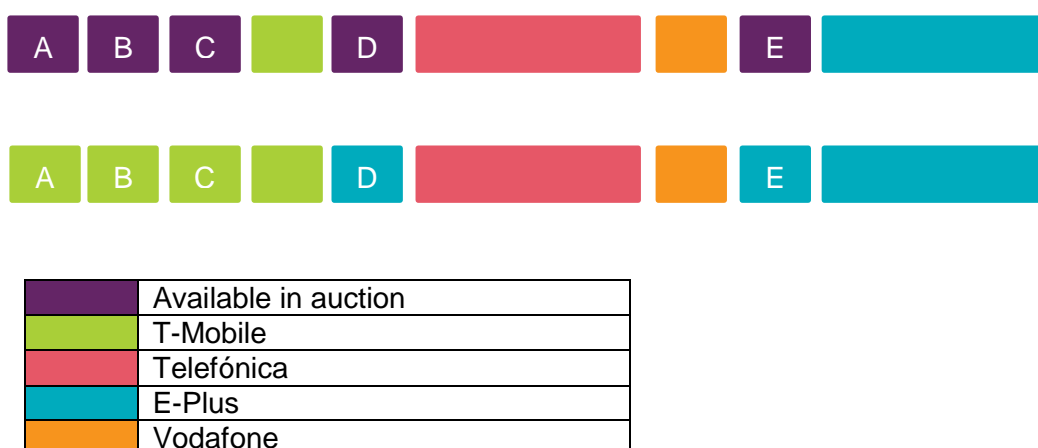 A B C D E
A B C D E
Available in auction
T-Mobile
Telefónica
E-Plus
Vodafone